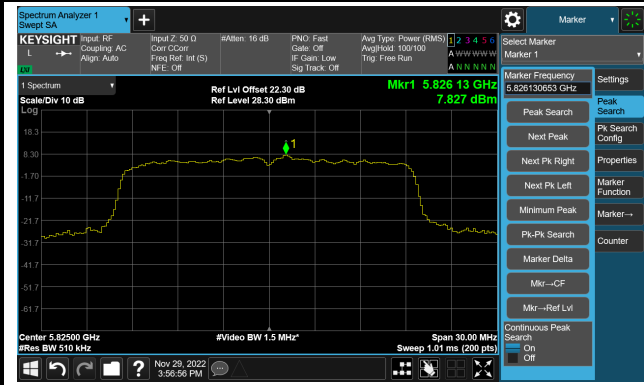 Spectrum Analyzer 1
Swept SA
Marker
KEYSIGHT
L
LXI
Input: RF
Coupling: AC
Align: Auto
Input Z: 50 Ω
Corr CCorr
Freq Ref: Int (S)
NFE: Off
#Atten: 16 dB
PNO: Fast
Gate: Off
IF Gain: Low
Sig Track: Off
Avg Type: Power (RMS)
Avg|Hold: 100/100
Trig: Free Run
1 2 3 4 5 6
A W W W W W
A N N N N N
Select Marker
Marker 1
1 Spectrum
Scale/Div 10 dB
Log
Ref Lvl Offset 22.30 dB
Ref Level 28.30 dBm
Mkr1 5.826 13 GHz
7.827 dBm
18.3
8.30
-1.70
-11.7
-21.7
-31.7
-41.7
-51.7
-61.7
1
Center 5.82500 GHz
#Res BW 510 kHz
#Video BW 1.5 MHz*
Span 30.00 MHz
Sweep 1.01 ms (200 pts)
Marker Frequency
5.826130653 GHz
Peak Search
Next Peak
Next Pk Right
Next Pk Left
Minimum Peak
Pk-Pk Search
Marker Delta
Mkr→CF
Mkr→Ref Lvl
Continuous Peak
Search
On
Off
Settings
Peak
Search
Pk Search
Config
Properties
Marker
Function
Marker→
Counter
?
Nov 29, 2022
3:56:56 PM